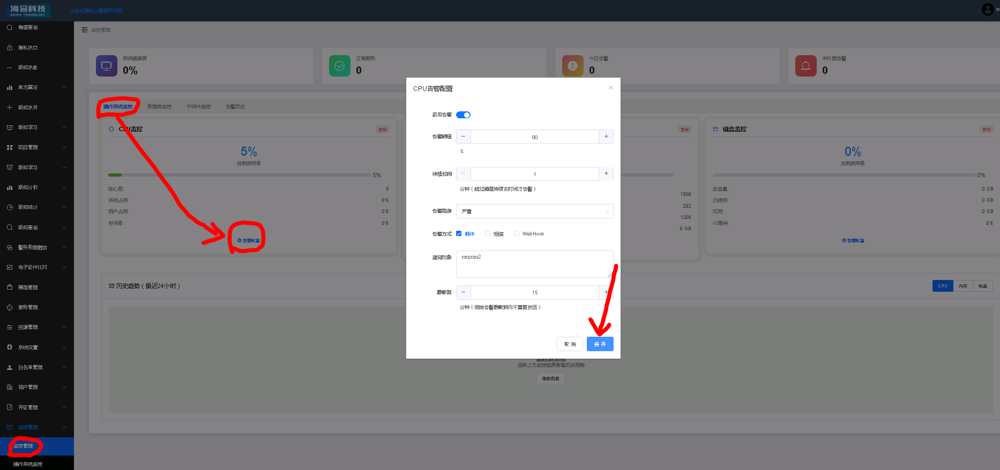 海会科技
HAIHUI TECHNOLOGY
分布式隐私计算服务网络
隐匿查询
隐私求交
联邦求差
单方算法
联邦求并
联邦学习
项目管理
联邦学习
联邦分析
联邦统计
联邦查询
警务数据融合
电子证件比对
模型管理
服务管理
资源管理
系统设置
白名单管理
租户管理
存证管理
监控管理
监控管理
操作系统监控
监控管理
系统健康度
0%
正常服务
0
今日告警
0
未处理告警
0
操作系统监控 数据库监控 中间件监控 告警历史
CPU监控 异常
5%
当前使用率
5%
核心数： 0
系统占用： 0%
用户占用： 0%
空闲率： 0%
告警配置
异常
1500
292
1208
0 GB
磁盘监控 异常
0%
当前使用率
0%
总容量： 0 GB
已使用： 0 GB
可用： 0 GB
IO等待： 0%
告警配置
历史趋势（最近24小时）
CPU 内存 磁盘
监控趋势图
选择上方监控维度查看历史趋势
刷新数据
CPU告警配置
启用告警
告警阈值 80
%
持续时间 1
分钟（超过阈值持续该时间才告警）
告警级别 严重
告警方式 邮件 短信 WebHook
通知对象 ces;ces2
静默期 15
分钟（同类告警静默期内不重复发送）
取 消 保 存